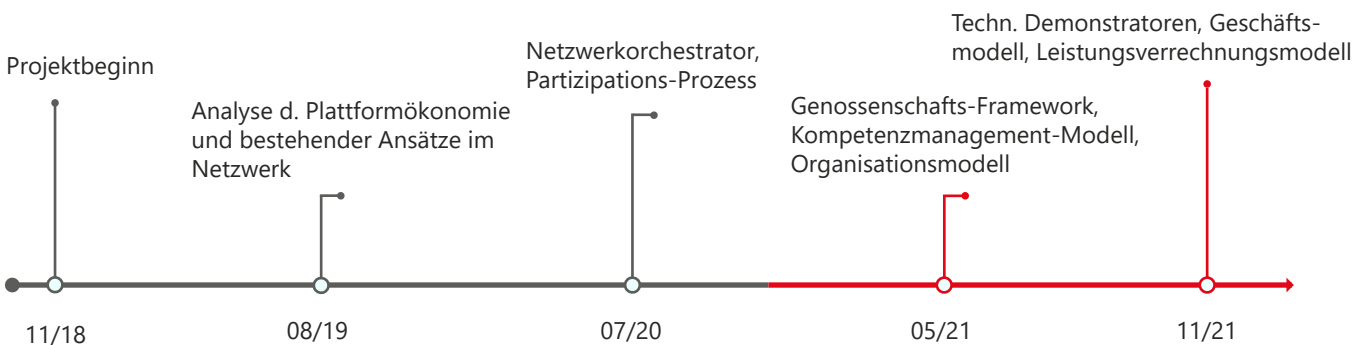 Projektbeginn
Analyse d. Plattformökonomie
und bestehender Ansätze im
Netzwerk
Netzwerkorchestrator,
Partizipations-Prozess
Genossenschafts-Framework,
Kompetenzmanagement-Modell,
Organisationsmodell
Techn. Demonstratoren, Geschäfts-
modell, Leistungsverrechnungsmodell
11/18
08/19
07/20
05/21
11/21